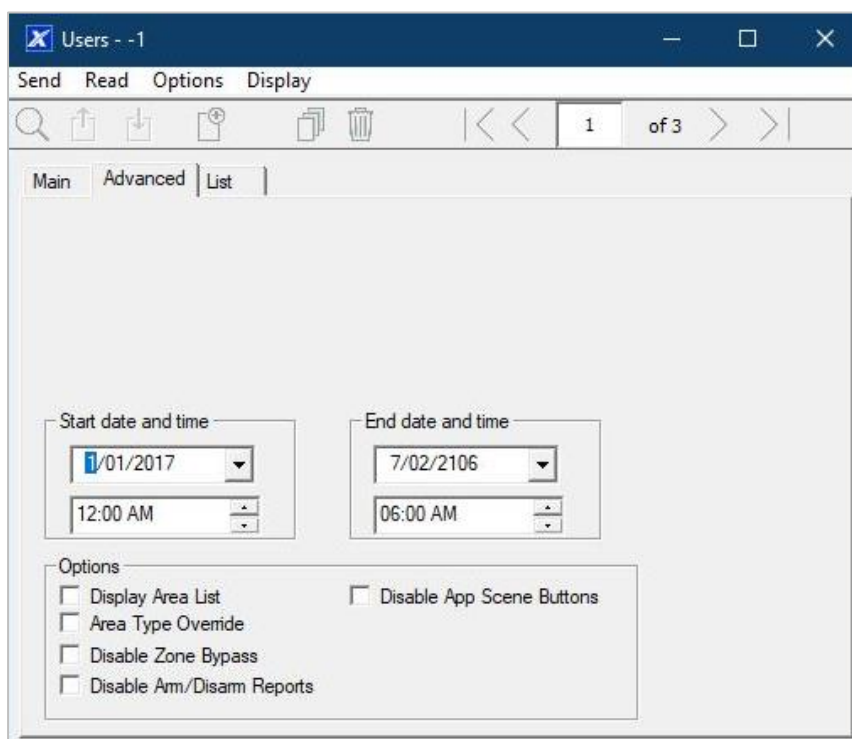 Users - -1
Send Read Options Display
1 of 3
Main Advanced List
Start date and time End date and time
1/01/2017 7/02/2106
12:00 AM 06:00 AM
Options
Display Area List Disable App Scene Buttons
Area Type Override
Disable Zone Bypass
Disable Arm/Disarm Reports